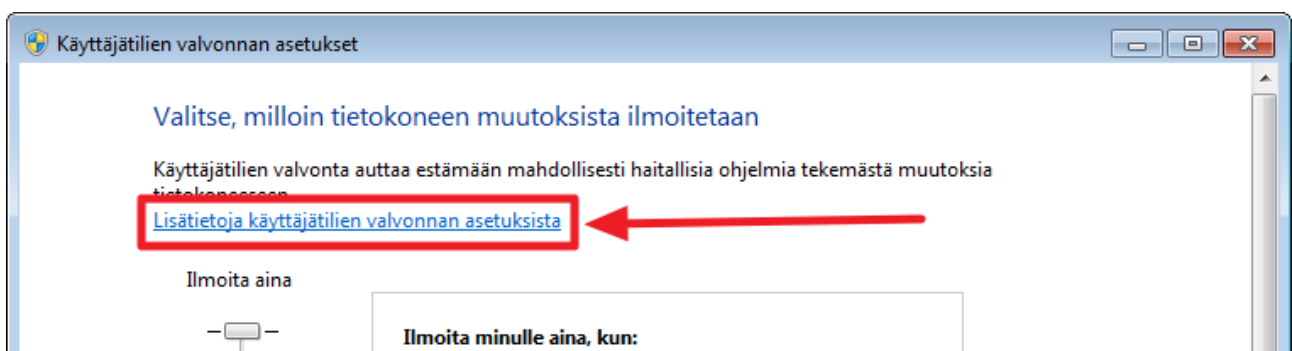 Käyttäjätilien valvonnan asetukset
Valitse, milloin tietokoneen muutoksista ilmoitetaan
Käyttäjätilien valvonta auttaa estämään mahdollisesti haitallisia ohjelmia tekemästä muutoksia
tietokoneeseen.
Lisätietoja käyttäjätilien valvonnan asetuksista
Ilmoita aina
Ilmoita minulle aina, kun: